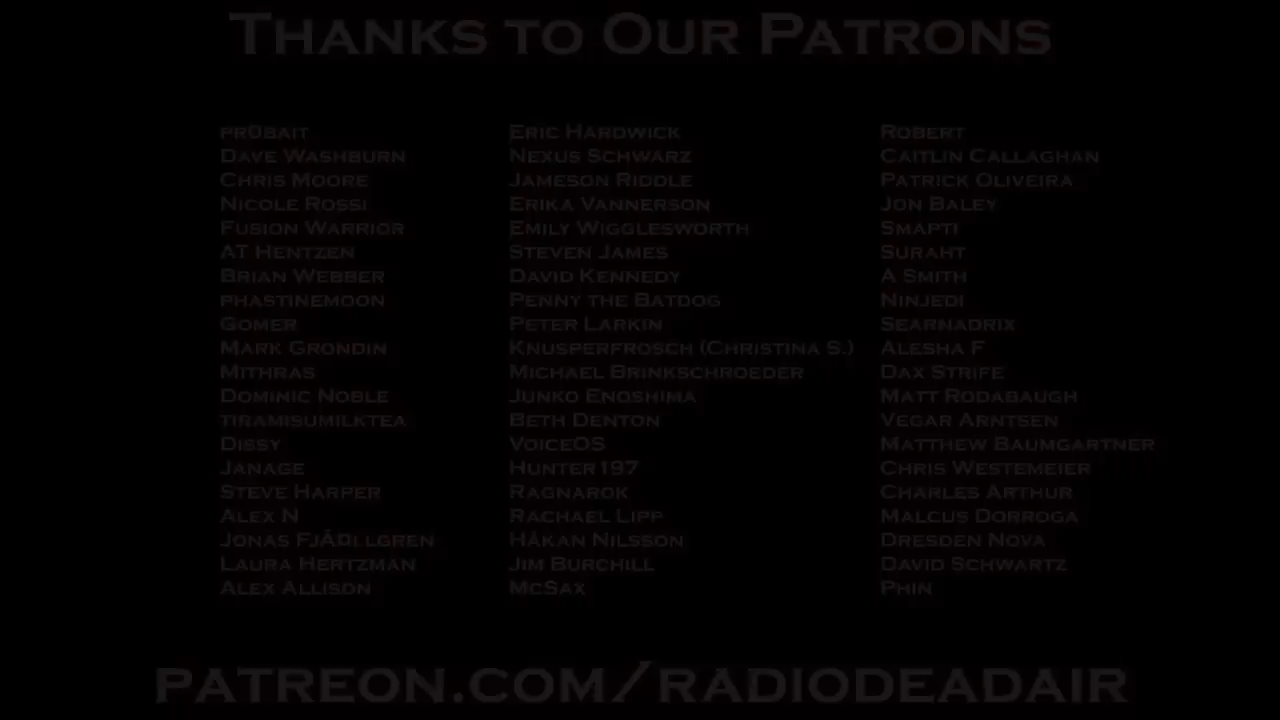 Thanks to Our Patrons
pr0bait
Dave Washburn
Chris Moore
Nicole Rossi
Fusion Warrior
AT Hentzen
Brian Webber
phastinemoon
Gomer
Mark Grondin
Mithras
Dominic Noble
tiramisumilktea
Dissy
Janage
Steve Harper
Alex N
Jonas FjÃ¤llgren
Laura Hertzman
Alex Allison
Eric Hardwick
Nexus Schwarz
Jameson Riddle
Erika Vannerson
Emily Wigglesworth
Steven James
David Kennedy
Penny the Batdog
Peter Larkin
Knusperfrosch (Christina S.)
Michael Brinkschroeder
Junko Enoshima
Beth Denton
VoiceOS
Hunter197
Ragnarok
Rachael Lipp
Håkan Nilsson
Jim Burchill
McSax
Robert
Caitlin Callaghan
Patrick Oliveira
Jon Baley
Smapti
Suraht
A Smith
Ninjedi
Searnadrix
Alesha F
Dax Strife
Matt Rodabaugh
Vegar Arntsen
Matthew Baumgartner
Chris Westemeier
Charles Arthur
Malcus Dorroga
Dresden Nova
David Schwartz
Phin
patreon.com/radiodeadair